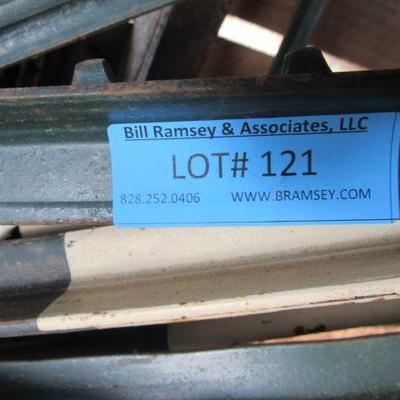 Bill Ramsey & Associates, LLC
LOT# 121
828.252.0406 WWW.BRAMSEY.COM